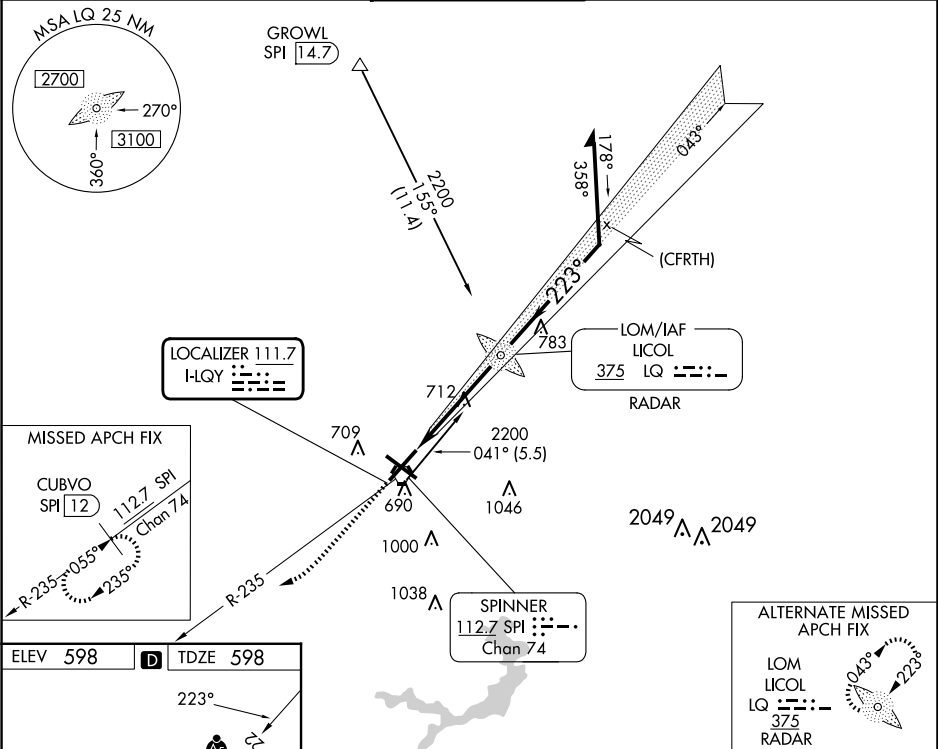 MSA LQ 25 NM
2700
270°
3100
360°
GROWL
SPI 14.7
2200
155°
(11.4)
178°
358°
043°
223°
(CFRTH)
783
LOM/IAF
LICOL
375 LQ
RADAR
LOCALIZER 111.7
I-LQY
712
709
2200
041° (5.5)
690
1046
1000
1038
2049
2049
R-235
MISSED APCH FIX
CUBVO
SPI 12
112.7 SPI
Chan 74
055°
R-235
235°
SPINNER
112.7 SPI
Chan 74
ELEV 598
D
TDZE 598
223°
22
ALTERNATE MISSED
APCH FIX
LOM
LICOL
LQ
375
RADAR
043°
223°